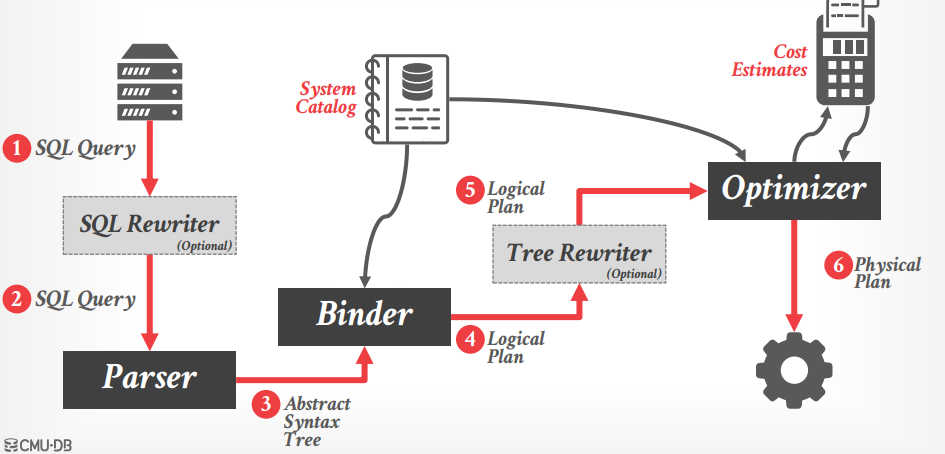 Cost
Estimates
System
Catalog
1 SQL Query
Optimizer
5 Logical
Plan
SQL Rewriter
(Optional)
Tree Rewriter
(Optional)
6 Physical
Plan
2 SQL Query
Binder
4 Logical
Plan
Parser
3 Abstract
Syntax
Tree
CMU·DB